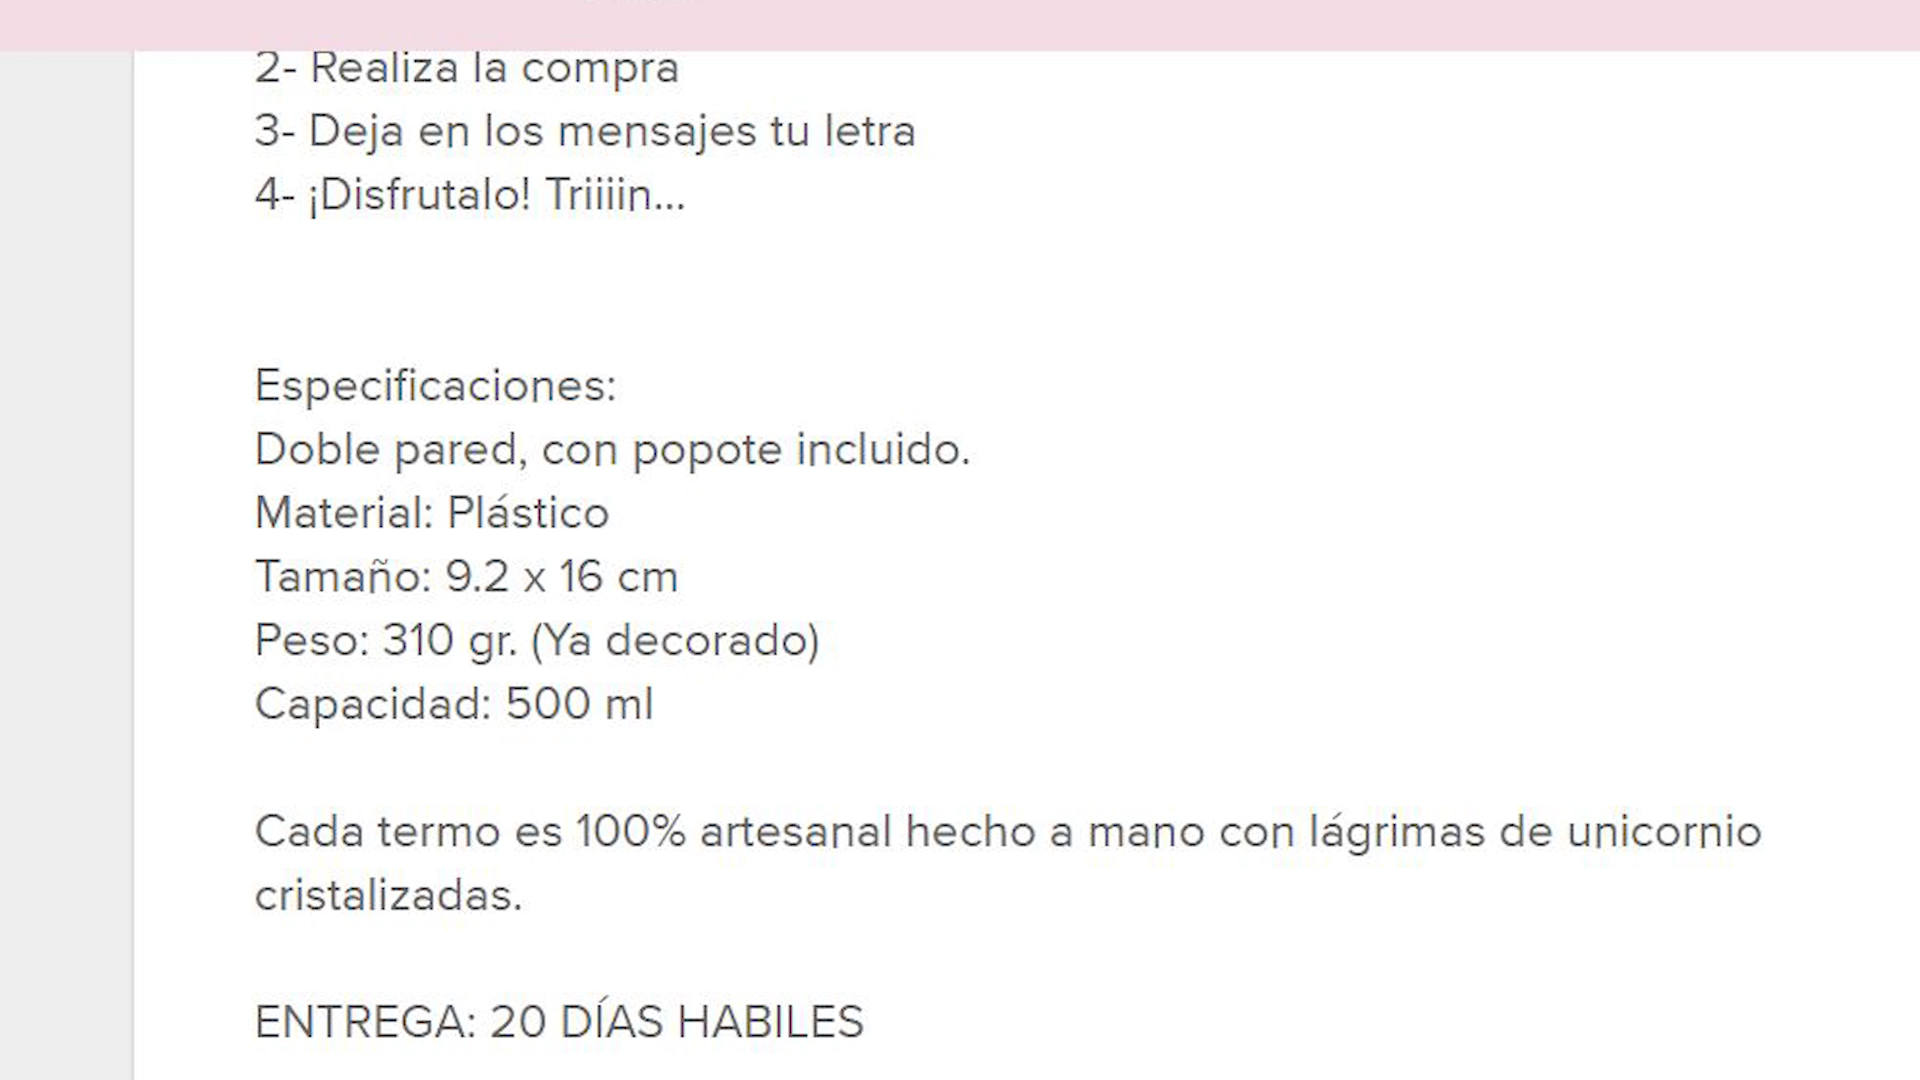 2- Realiza la compra
3- Deja en los mensajes tu letra
4- ¡Disfrutalo! Triiiin...
Especificaciones:
Doble pared, con popote incluido.
Material: Plástico
Tamaño: 9.2 x 16 cm
Peso: 310 gr. (Ya decorado)
Capacidad: 500 ml
Cada termo es 100% artesanal hecho a mano con lágrimas de unicornio
cristalizadas.
ENTREGA: 20 DÍAS HABILES